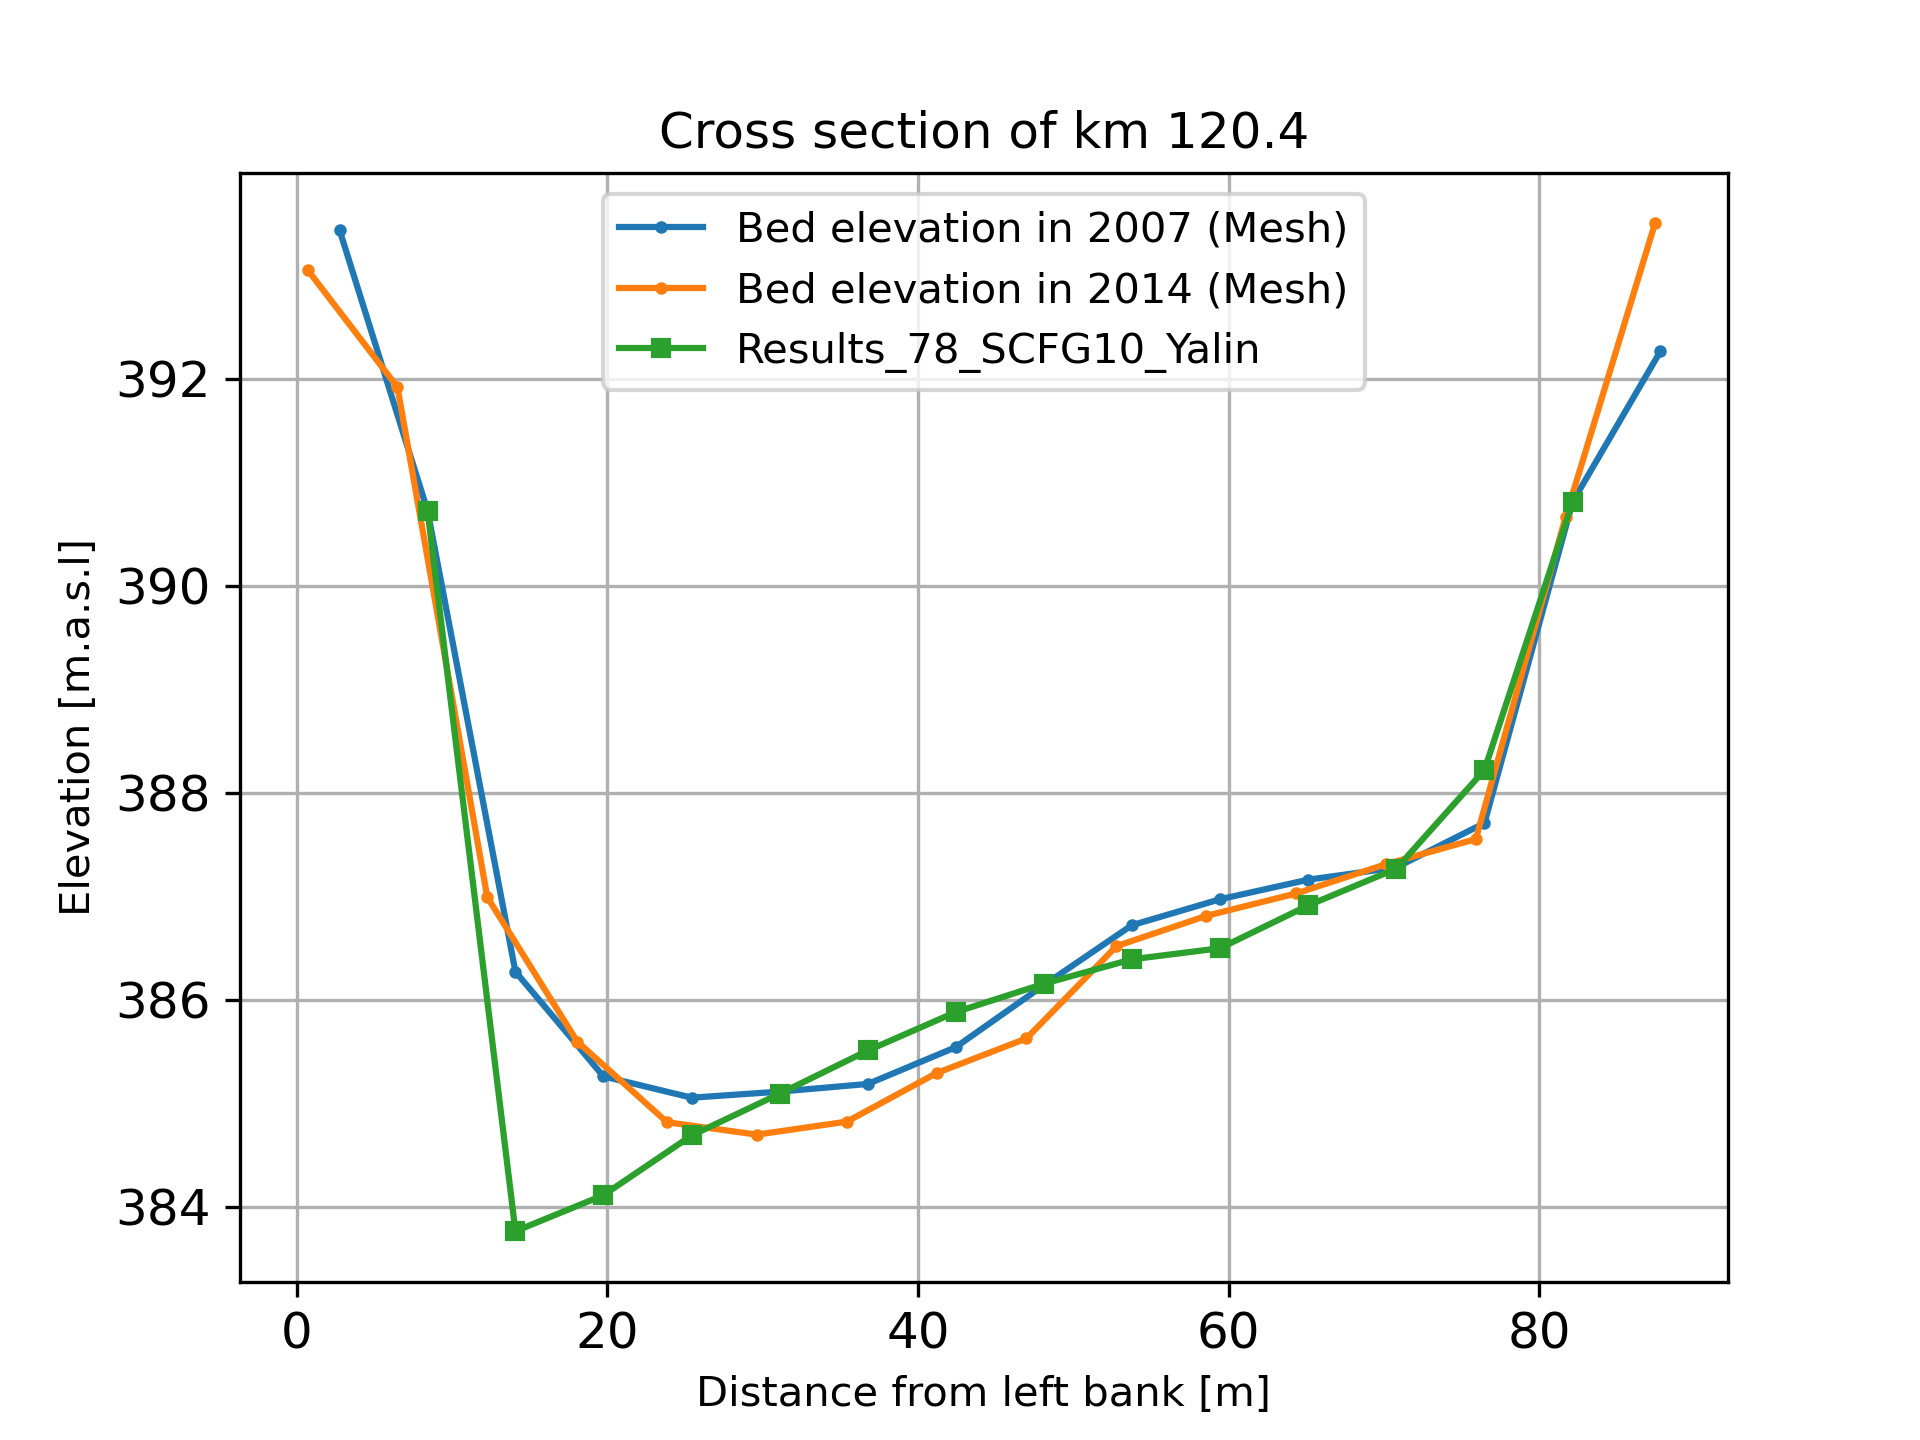 Cross section of km 120.4
Bed elevation in 2007 (Mesh)
Bed elevation in 2014 (Mesh)
Results_78_SCFG10_Yalin
392
390
388
386
384
Elevation [m.a.s.l]
0 20 40 60 80
Distance from left bank [m]